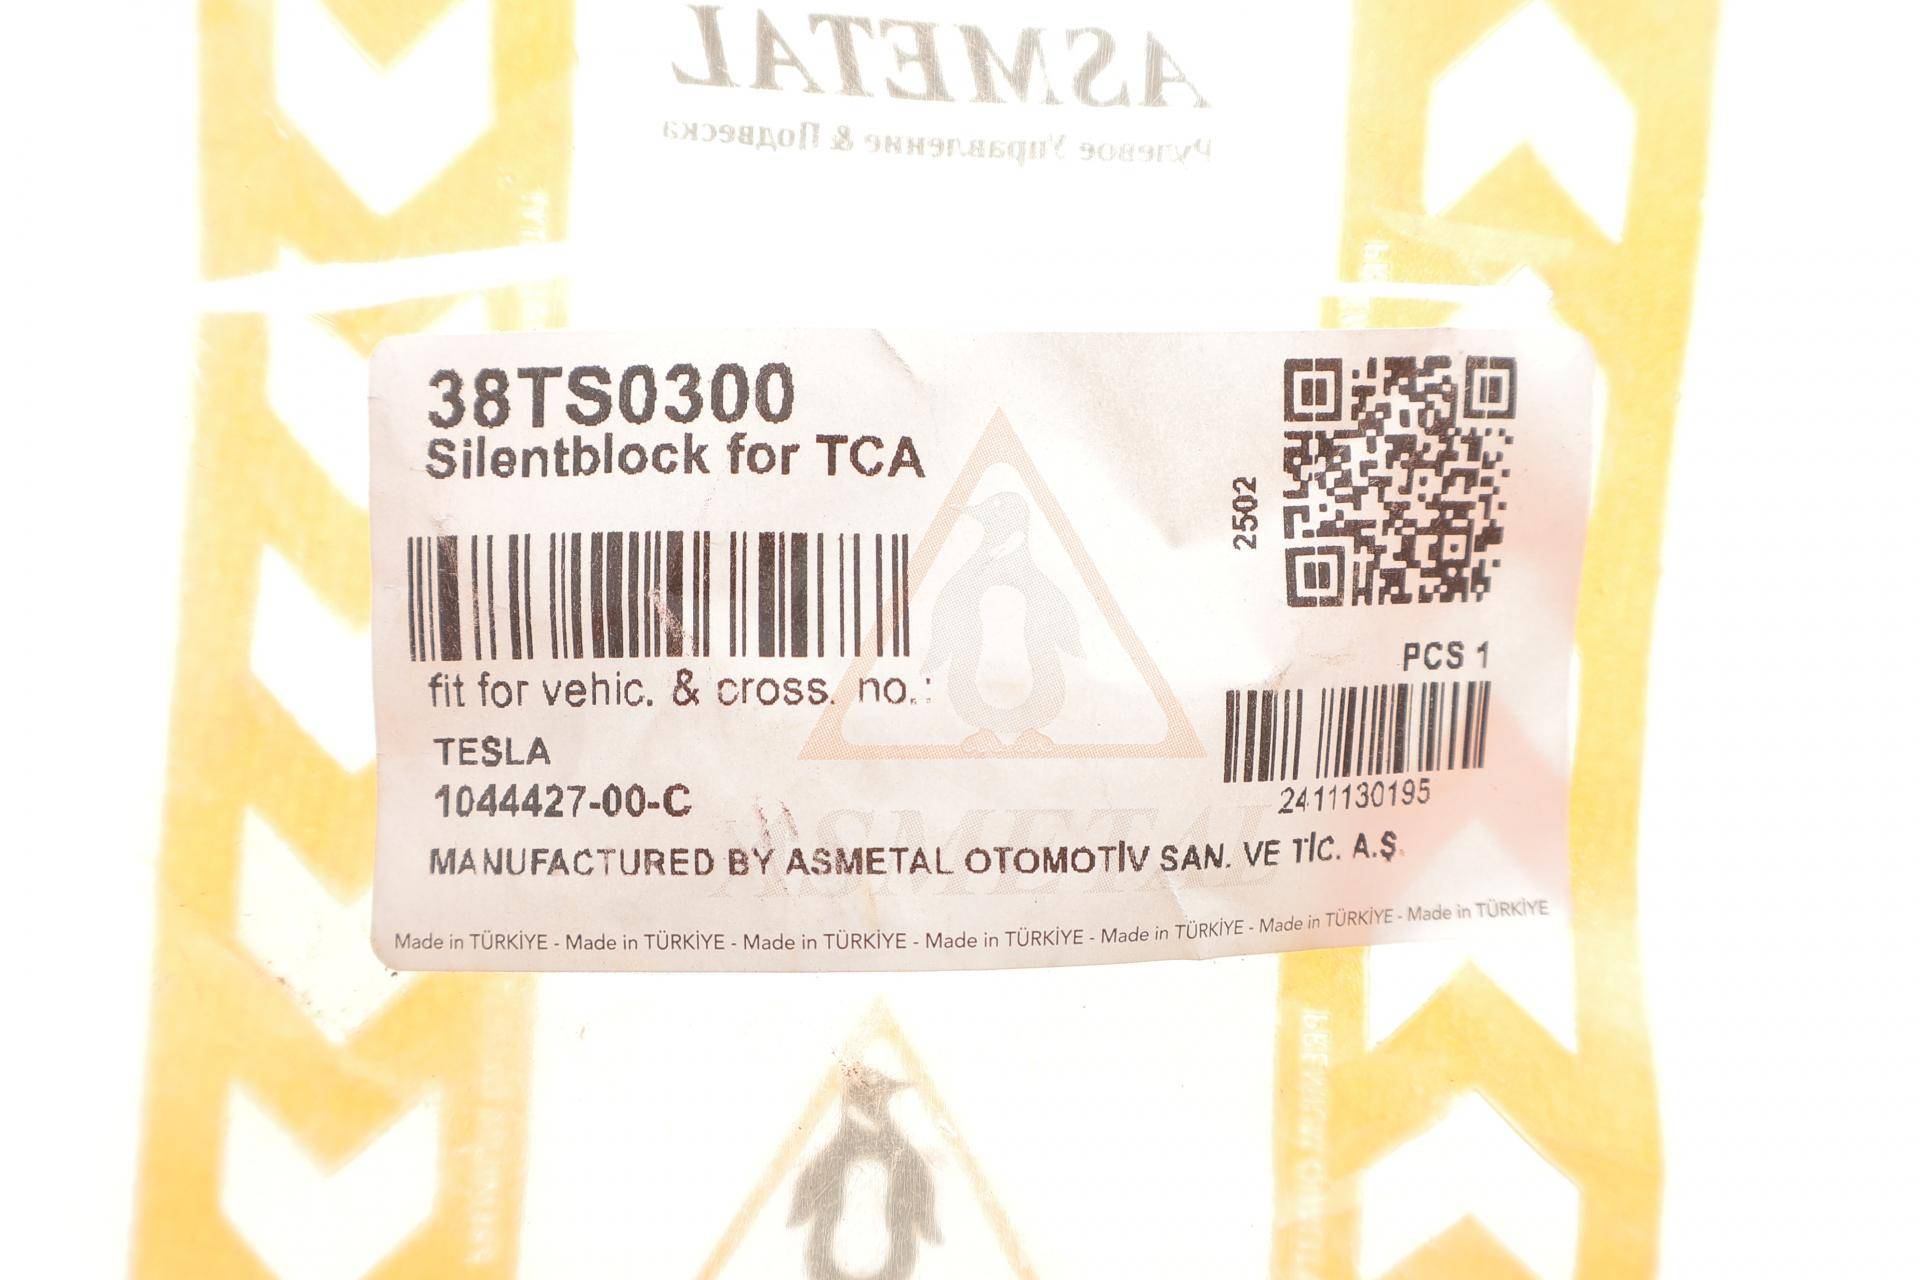 ASMETAL
Рулевое Управление & Подвеска
38TS0300
Silentblock for TCA
2502
fit for vehic. & cross. no.:
PCS 1
TESLA
1044427-00-C
2411130195
ASMETAL
MANUFACTURED BY ASMETAL OTOMOTİV SAN. VE TİC. A.Ş.
Made in TÜRKİYE - Made in TÜRKİYE - Made in TÜRKİYE - Made in TÜRKİYE - Made in TÜRKİYE - Made in TÜRKİYE - Made in TÜRKİYE